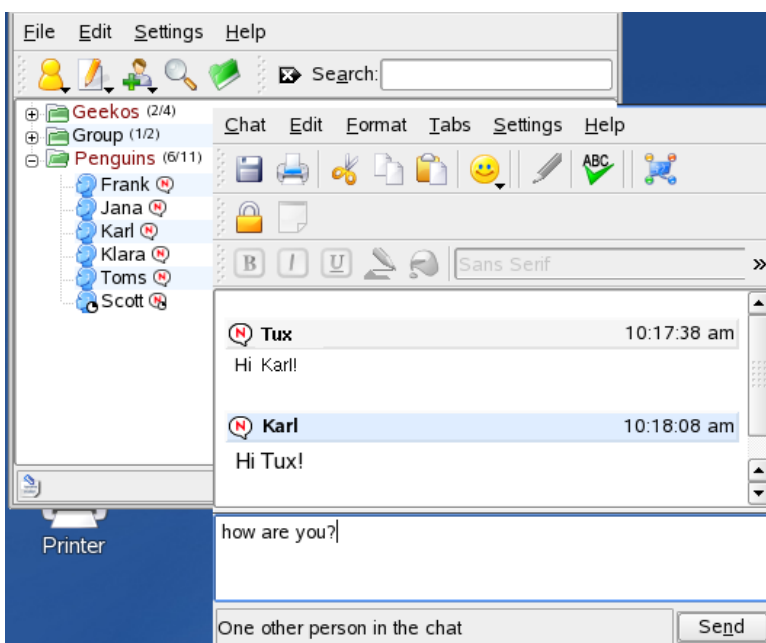 File Edit Settings Help
Search:
Geekos (2/4)
Group (1/2)
Penguins (6/11)
Frank N
Jana N
Karl N
Klara N
Toms N
Scott N
Chat Edit Format Tabs Settings Help
ABC
B I U Sans Serif »
N Tux 10:17:38 am
Hi Karl!
N Karl 10:18:08 am
Hi Tux!
Printer
how are you?
One other person in the chat Send